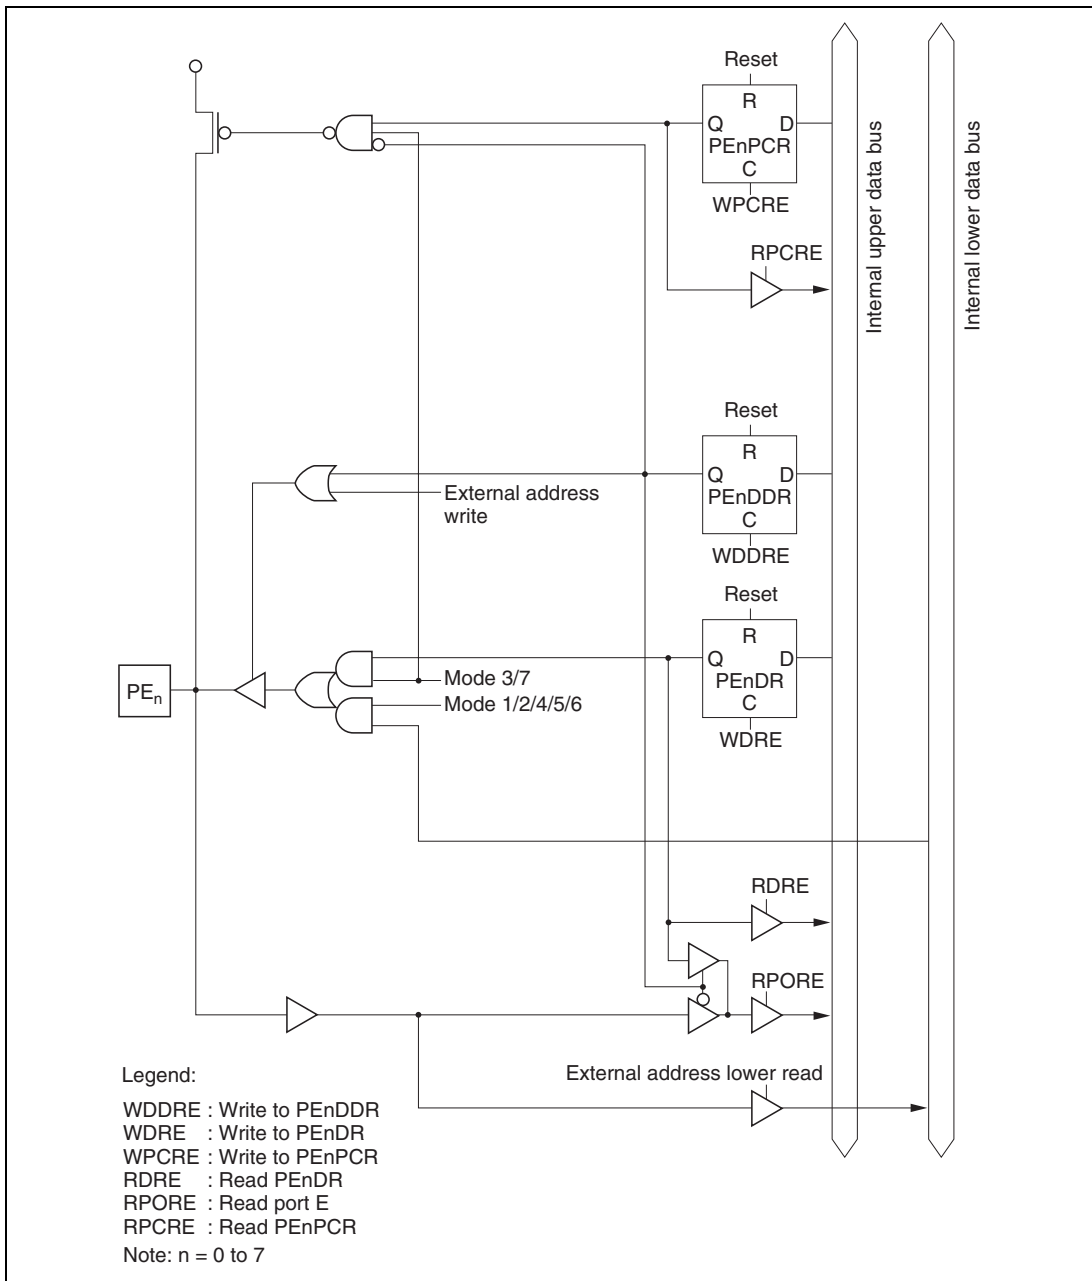 Reset
R
Q D
PEnPCR
C
WPCRE
RPCRE
Internal upper data bus
Internal lower data bus
Reset
R
Q D
PEnDDR
C
WDDRE
External address
write
Reset
R
Q D
PEnDR
C
WDRE
PEn
Mode 3/7
Mode 1/2/4/5/6
RDRE
RPORE
External address lower read
Legend:
WDDRE : Write to PEnDDR
WDRE : Write to PEnDR
WPCRE : Write to PEnPCR
RDRE : Read PEnDR
RPORE : Read port E
RPCRE : Read PEnPCR
Note: n = 0 to 7